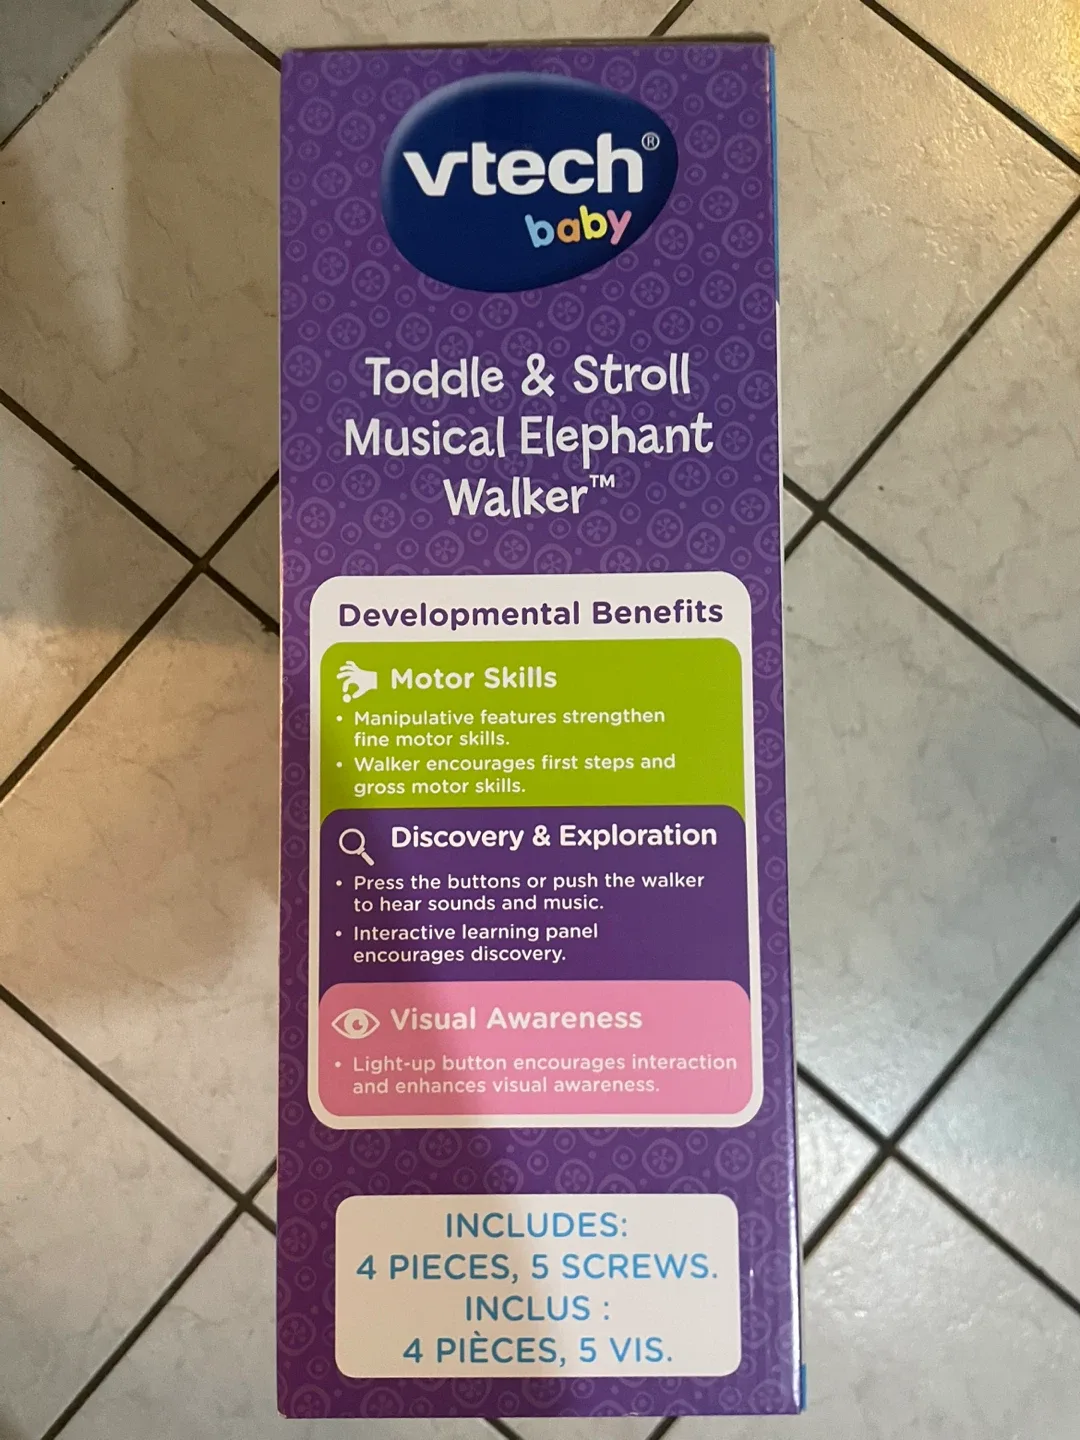 vtech®
baby
Toddle & Stroll
Musical Elephant
Walker™
Developmental Benefits
Motor Skills
• Manipulative features strengthen
fine motor skills.
• Walker encourages first steps and
gross motor skills.
Discovery & Exploration
• Press the buttons or push the walker
to hear sounds and music.
• Interactive learning panel
encourages discovery.
Visual Awareness
• Light-up button encourages interaction
and enhances visual awareness.
INCLUDES:
4 PIECES, 5 SCREWS.
INCLUS :
4 PIÈCES, 5 VIS.